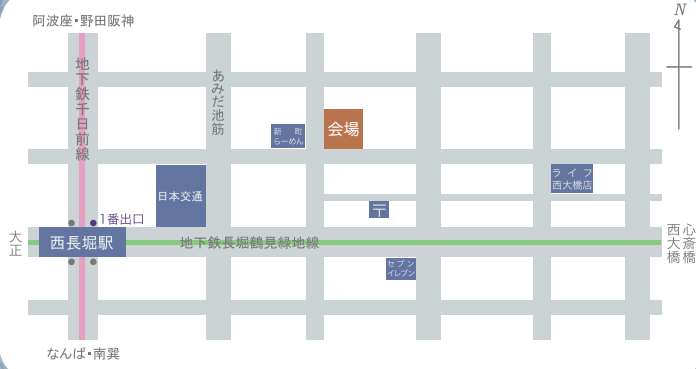 阿波座・野田阪神
N
地下鉄千日前線
あみだ池筋
新町
らーめん
会場
日本交通
ライフ
西大橋店
〒
1番出口
大正
西長堀駅
地下鉄長堀鶴見緑地線
心斎橋
西大橋
セブン
イレブン
なんば・南巽